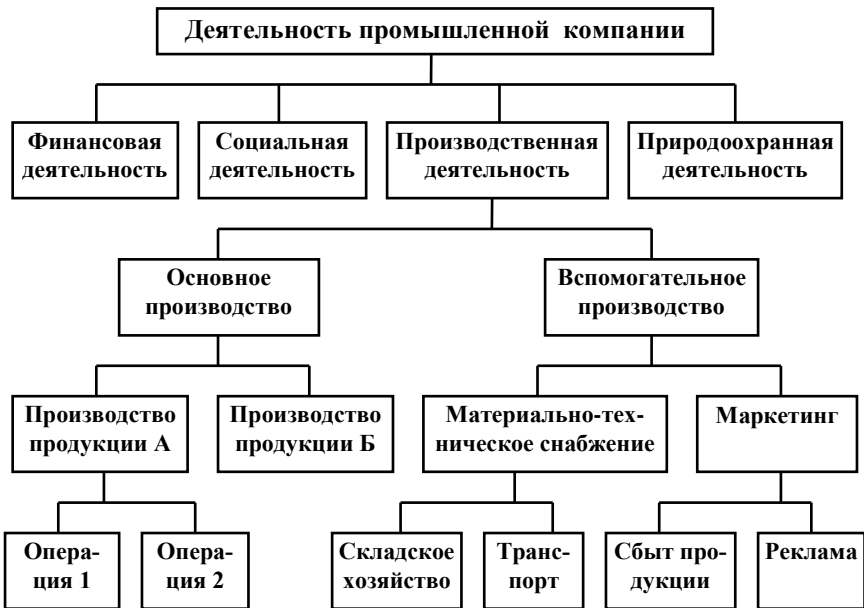 Деятельность промышленной компании
Финансовая
деятельность
Социальная
деятельность
Производственная
деятельность
Природоохранная
деятельность
Основное
производство
Вспомогательное
производство
Производство
продукции А
Производство
продукции Б
Материально-тех-
ническое снабжение
Маркетинг
Опера-
ция 1
Опера-
ция 2
Складское
хозяйство
Транс-
порт
Сбыт про-
дукции
Реклама